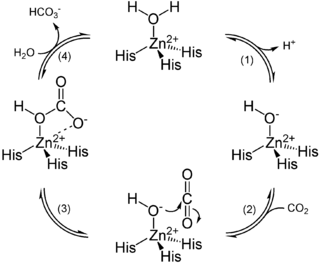 HCO₃⁻
H H
O
Zn²⁺
His His
His
H₂O
(4)
(1)
H⁺
O
H C
O O⁻
Zn²⁺
His His
His
H O⁻
Zn²⁺
His His
His
(3)
O
C
H O⁻ O
Zn²⁺
His His
His
(2)
CO₂